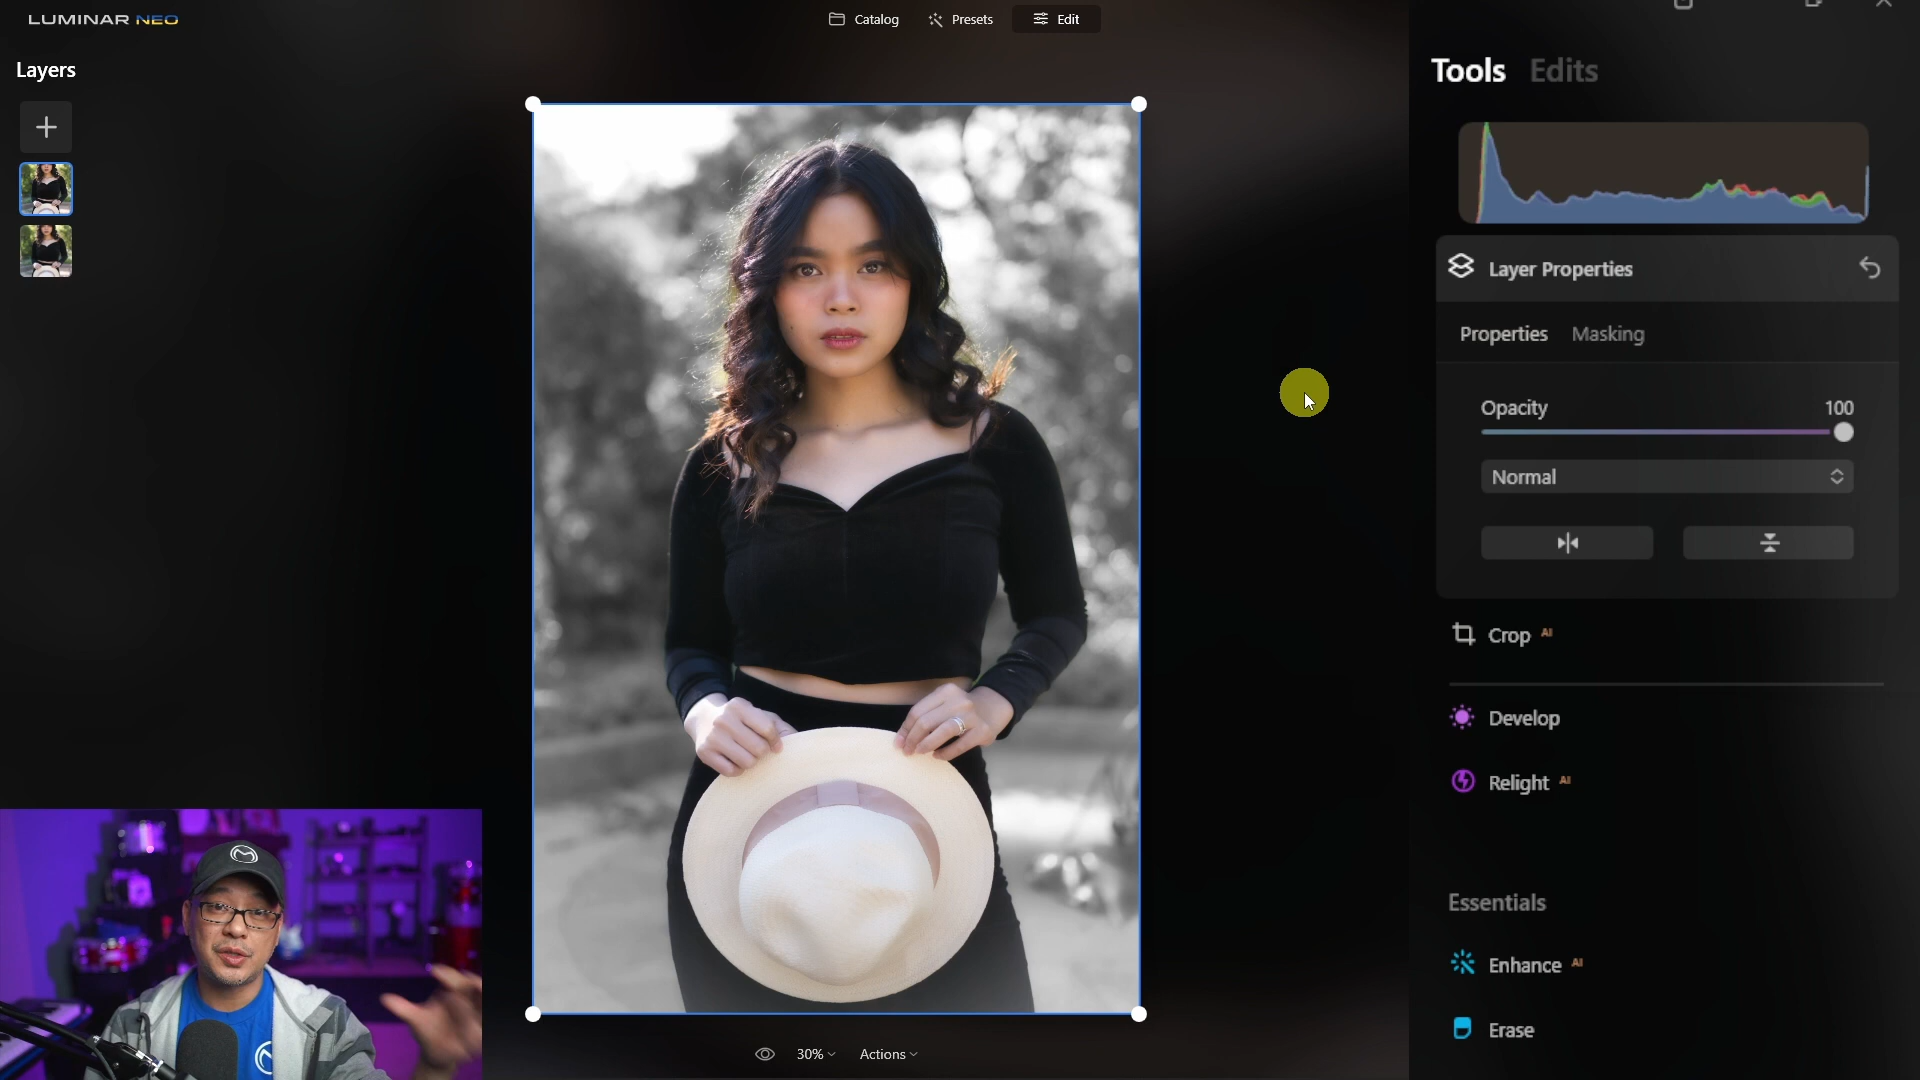 LUMINAR NEO
Catalog
Presets
Edit
Layers
Tools
Edits
Layer Properties
Properties
Masking
Opacity
100
Normal
Crop AI
Develop
Relight AI
Essentials
Enhance AI
Erase
30%
Actions